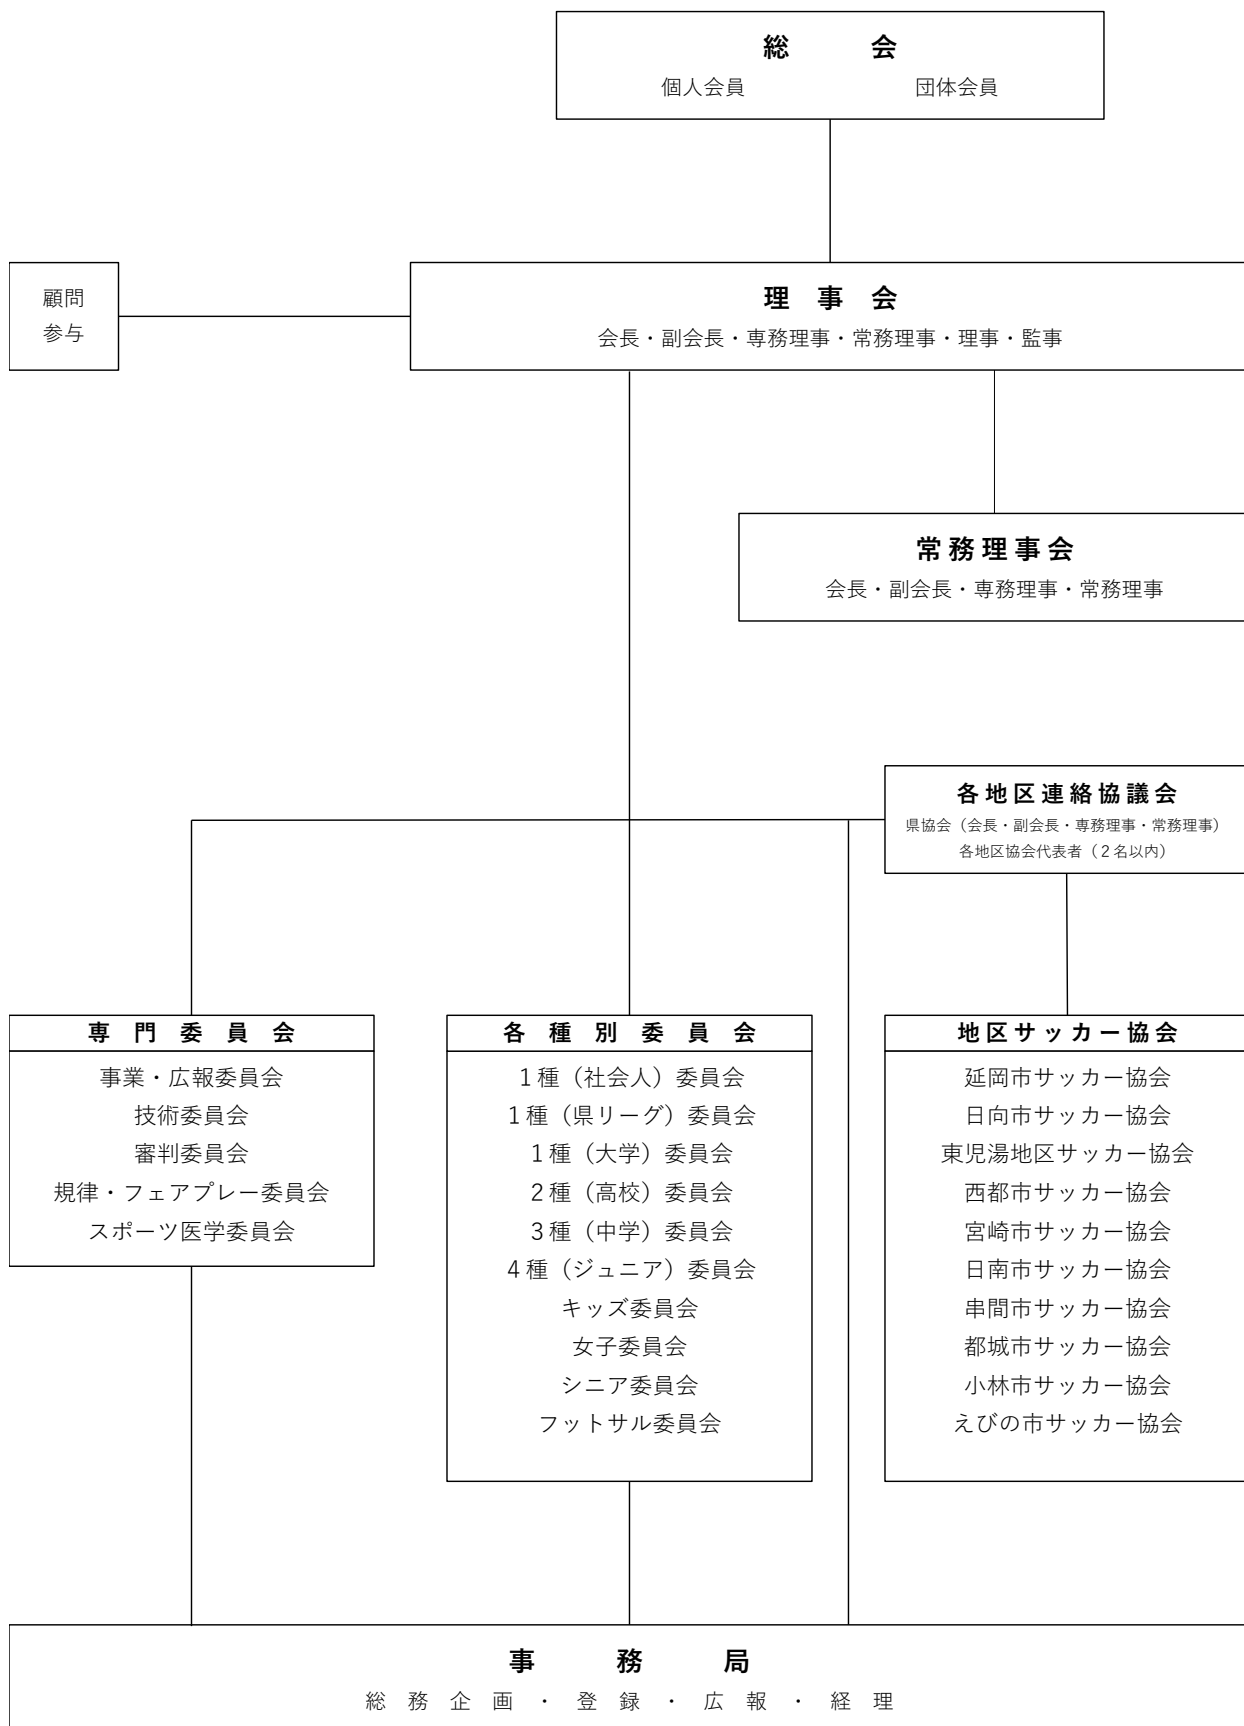 総　会
個人会員　団体会員
顧問
参与
理事会
会長・副会長・専務理事・常務理事・理事・監事
常務理事会
会長・副会長・専務理事・常務理事
各地区連絡協議会
県協会（会長・副会長・専務理事・常務理事）
各地区協会代表者（２名以内）
専門委員会
事業・広報委員会
技術委員会
審判委員会
規律・フェアプレー委員会
スポーツ医学委員会
各種別委員会
１種（社会人）委員会
１種（県リーグ）委員会
１種（大学）委員会
２種（高校）委員会
３種（中学）委員会
４種（ジュニア）委員会
キッズ委員会
女子委員会
シニア委員会
フットサル委員会
地区サッカー協会
延岡市サッカー協会
日向市サッカー協会
東児湯地区サッカー協会
西都市サッカー協会
宮崎市サッカー協会
日南市サッカー協会
串間市サッカー協会
都城市サッカー協会
小林市サッカー協会
えびの市サッカー協会
事務局
総務企画・登録・広報・経理